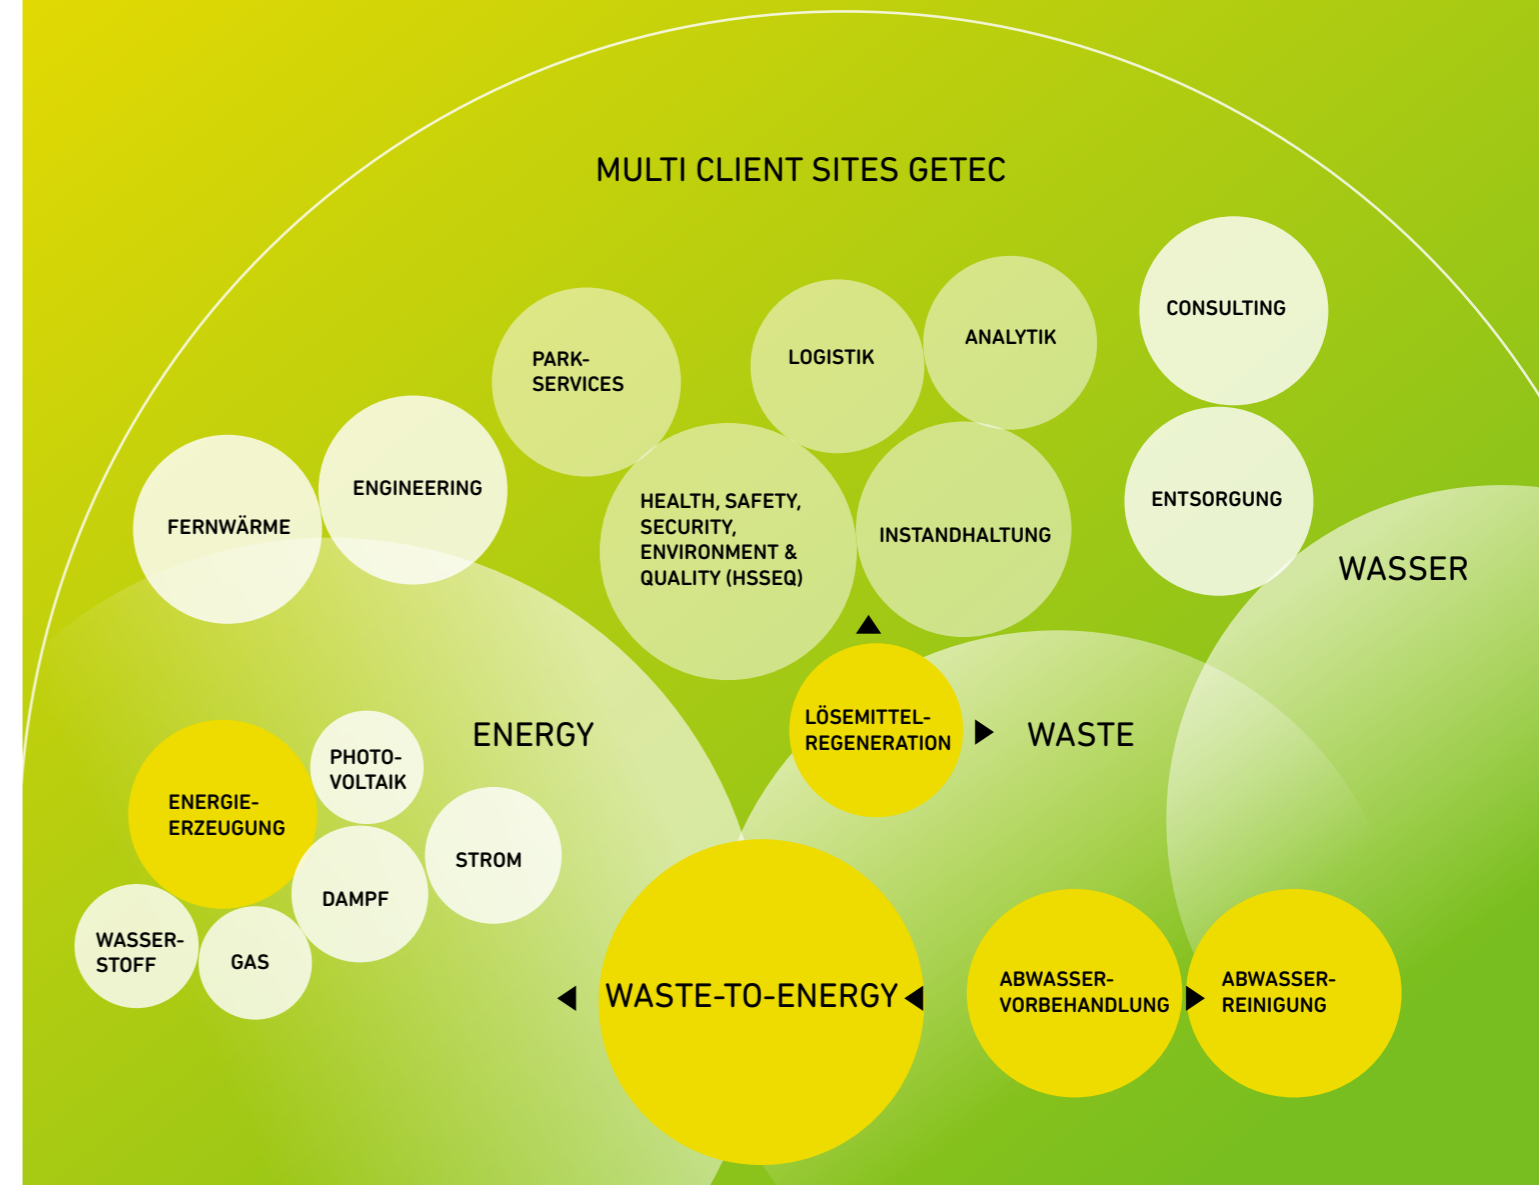 MULTI CLIENT SITES GETEC
CONSULTING
ANALYTIK
LOGISTIK
PARK-
SERVICES
ENGINEERING
FERNWÄRME
HEALTH, SAFETY,
SECURITY,
ENVIRONMENT &
QUALITY (HSSEQ)
INSTANDHALTUNG
ENTSORGUNG
WASSER
ENERGY
LÖSEMITTEL-
REGENERATION
WASTE
PHOTO-
VOLTAIK
ENERGIE-
ERZEUGUNG
STROM
DAMPF
WASSER-
STOFF
GAS
WASTE-TO-ENERGY
ABWASSER-
VORBEHANDLUNG
ABWASSER-
REINIGUNG